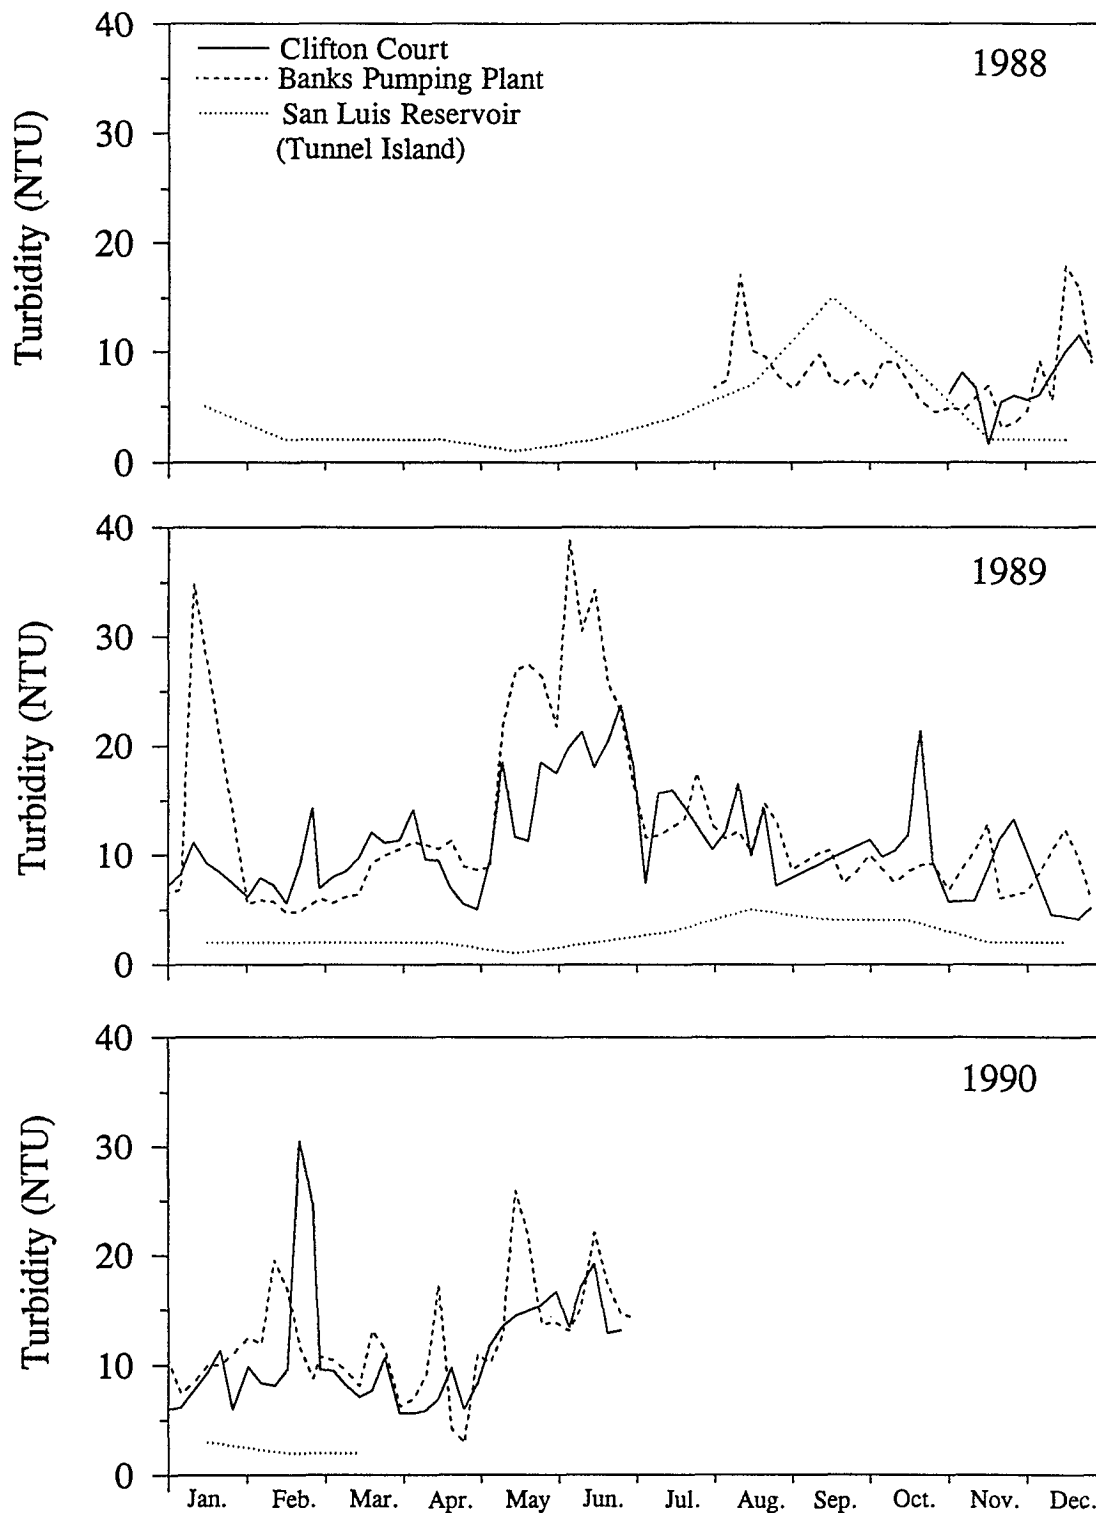 40
30
20
10
0
Turbidity (NTU)
Clifton Court
Banks Pumping Plant
San Luis Reservoir
(Tunnel Island)
1988
40
30
20
10
0
Turbidity (NTU)
1989
40
30
20
10
0
Turbidity (NTU)
1990
Jan. Feb. Mar. Apr. May Jun. Jul. Aug. Sep. Oct. Nov. Dec.